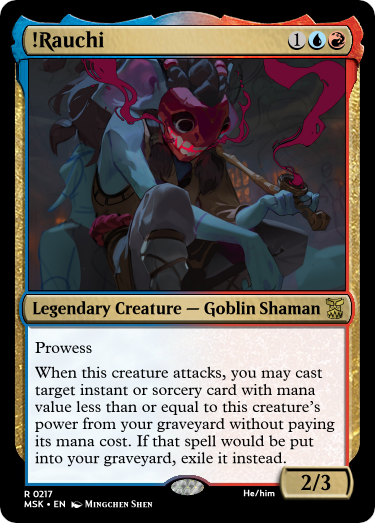 !Rauchi 1
Legendary Creature — Goblin Shaman
Prowess
When this creature attacks, you may cast
target instant or sorcery card with mana
value less than or equal to this creature's
power from your graveyard without paying
its mana cost. If that spell would be put
into your graveyard, exile it instead.
2/3
R 0217 He/him
MSK • EN Mingchen Shen